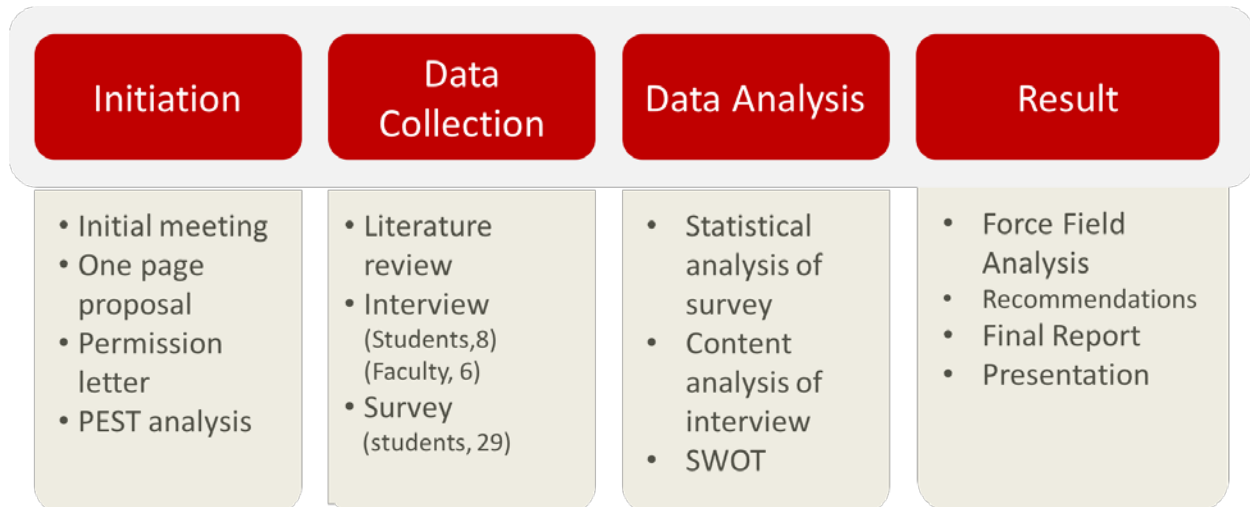 Initiation
• Initial meeting
• One page
proposal
• Permission
letter
• PEST analysis
Data
Collection
• Literature
review
• Interview
(Students,8)
(Faculty, 6)
• Survey
(students, 29)
Data Analysis
• Statistical
analysis of
survey
• Content
analysis of
interview
• SWOT
Result
• Force Field
Analysis
• Recommendations
• Final Report
• Presentation